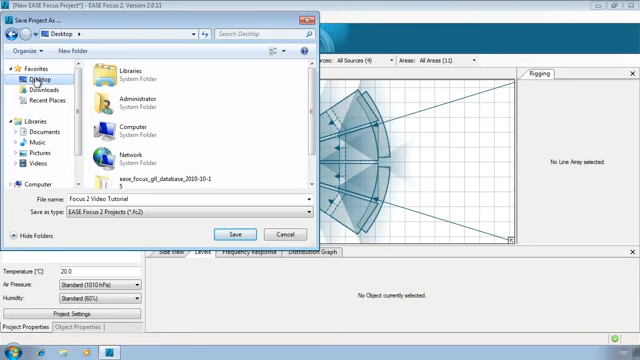 [New EASE Focus Project*] - EASE Focus 2, Version 2.0.11
Save Project As ...
Desktop
Search Desktop
Organize
New folder
Favorites
Desktop
Downloads
Recent Places
Libraries
Documents
Music
Pictures
Videos
Computer
Libraries
System Folder
Administrator
System Folder
Computer
System Folder
Network
System Folder
ease_focus_gll_database_2010-10-1
5
File name:
Focus 2 Video Tutorial
Save as type:
EASE Focus 2 Projects (*.fc2)
Hide Folders
Save
Cancel
All Sources (4)
Areas:
All Areas (11)
Rigging
No Line Array selected.
Side View
Levels
Frequency Response
Distribution Graph
No Object currently selected.
Temperature [°C]
20.0
Air Pressure:
Standard (1010 hPa)
Humidity:
Standard (60%)
Project Settings
Project Properties
Object Properties